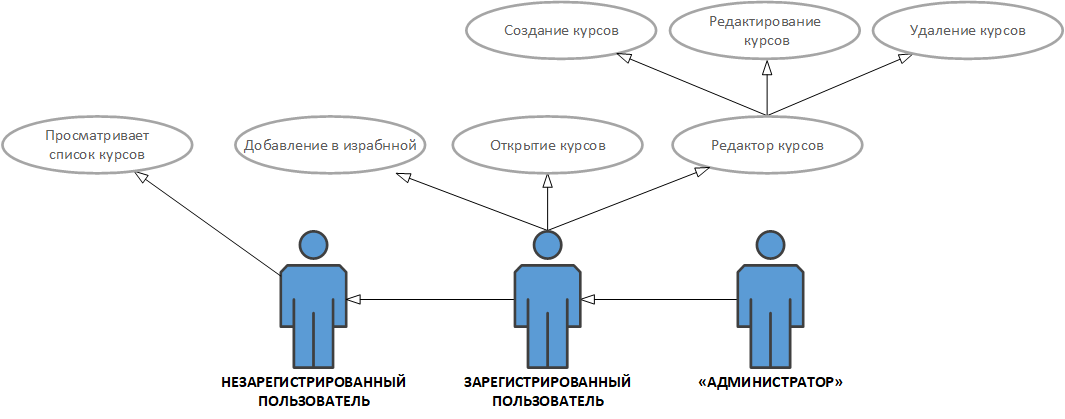 Создание курсов
Редактирование
курсов
Удаление курсов
Просматривает
список курсов
Добавление в израбнной
Открытие курсов
Редактор курсов
НЕЗАРЕГИСТРИРОВАННЫЙ
ПОЛЬЗОВАТЕЛЬ
ЗАРЕГИСТРИРОВАННЫЙ
ПОЛЬЗОВАТЕЛЬ
«АДМИНИСТРАТОР»